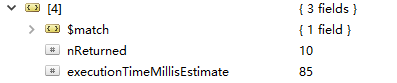 [4] { 3 fields }
$match { 1 field }
nReturned 10
executionTimeMillisEstimate 85